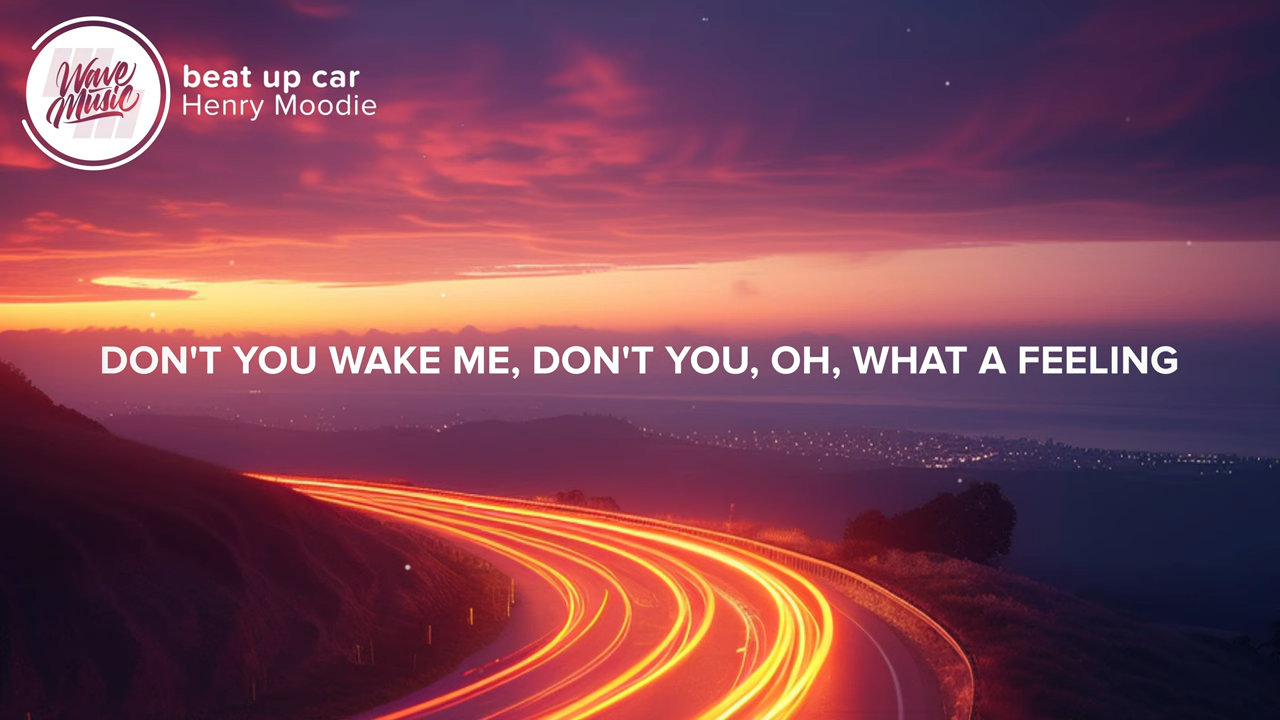 Wave
Music
beat up car
Henry Moodie
DON'T YOU WAKE ME, DON'T YOU, OH, WHAT A FEELING